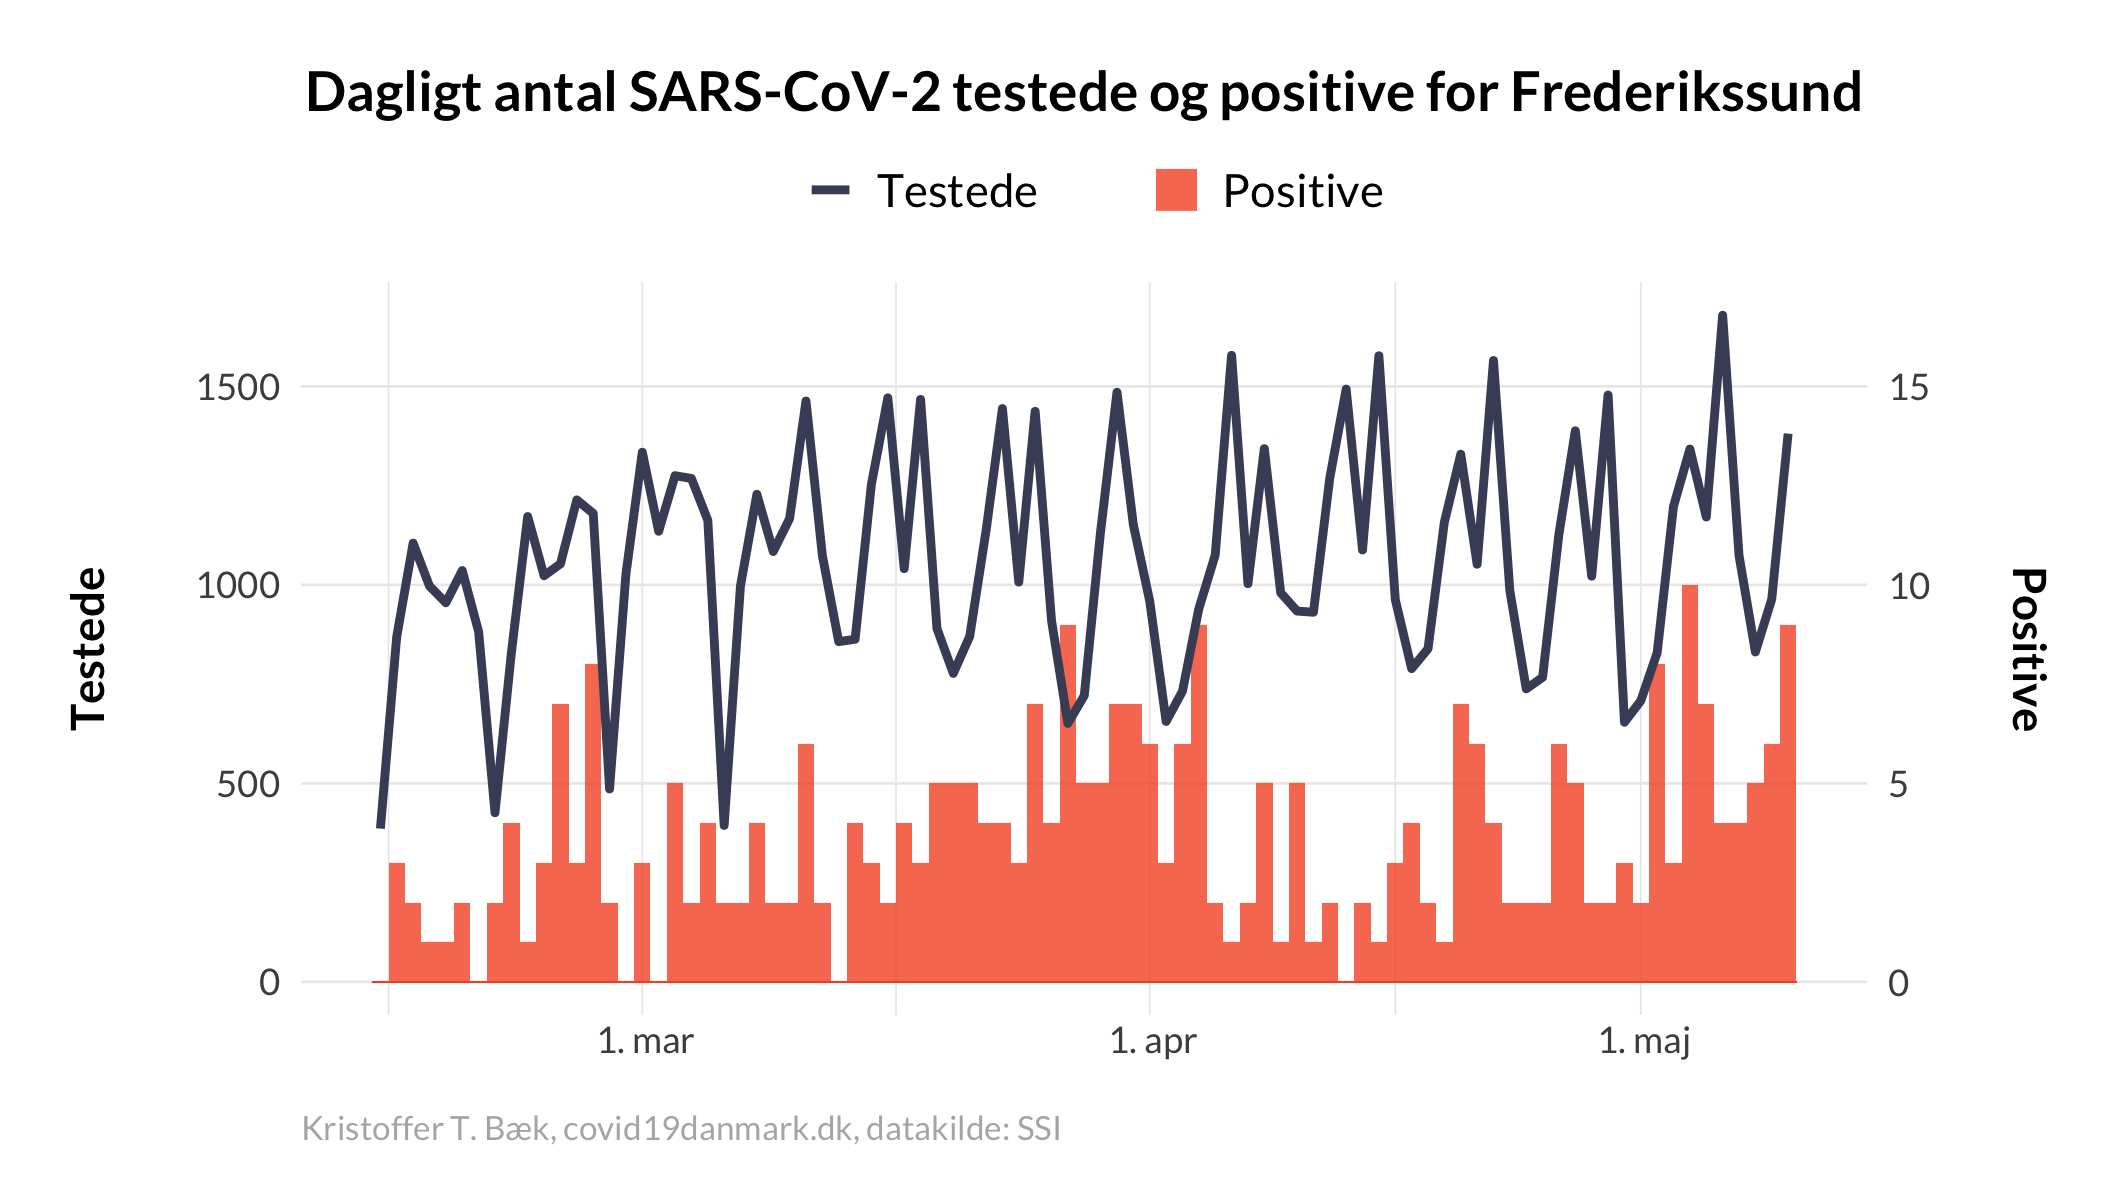 Dagligt antal SARS-CoV-2 testede og positive for Frederikssund
Testede
Positive
Testede
1500
1000
500
0
15
10
5
0
Positive
1. mar
1. apr
1. maj
Kristoffer T. Bæk, covid19danmark.dk, datakilde: SSI